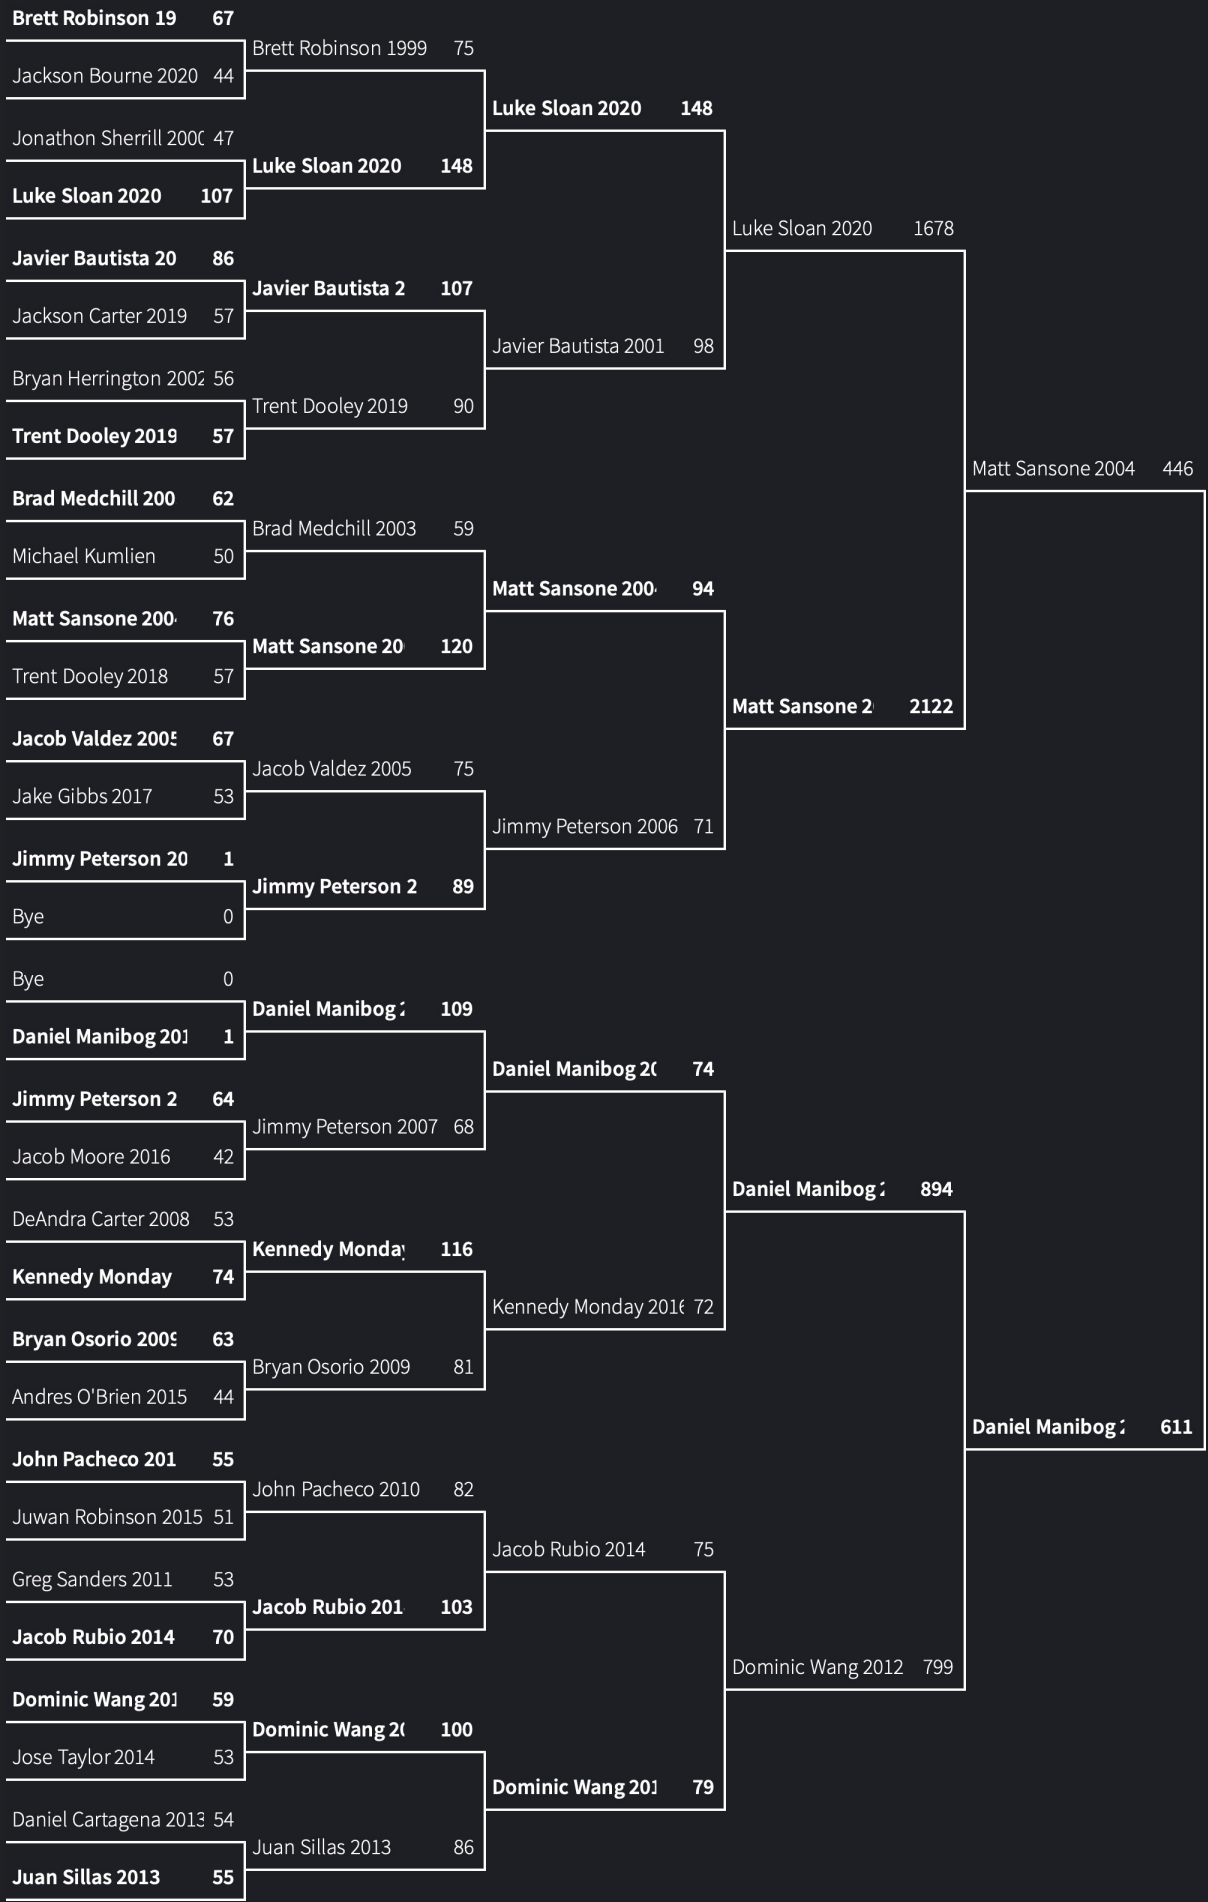 Brett Robinson 19 67
Jackson Bourne 2020 44
Jonathon Sherrill 2000 47
Luke Sloan 2020 107
Javier Bautista 20 86
Jackson Carter 2019 57
Bryan Herrington 2002 56
Trent Dooley 2019 57
Brad Medchill 200 62
Michael Kumlien 50
Matt Sansone 2004 76
Trent Dooley 2018 57
Jacob Valdez 2005 67
Jake Gibbs 2017 53
Jimmy Peterson 20 1
Bye 0
Bye 0
Daniel Manibog 201 1
Jimmy Peterson 2 64
Jacob Moore 2016 42
DeAndra Carter 2008 53
Kennedy Monday 74
Bryan Osorio 2009 63
Andres O'Brien 2015 44
John Pacheco 201 55
Juwan Robinson 2015 51
Greg Sanders 2011 53
Jacob Rubio 2014 70
Dominic Wang 201 59
Jose Taylor 2014 53
Daniel Cartagena 2013 54
Juan Sillas 2013 55
Brett Robinson 1999 75
Luke Sloan 2020 148
Javier Bautista 2 107
Trent Dooley 2019 90
Brad Medchill 2003 59
Matt Sansone 20 120
Jacob Valdez 2005 75
Jimmy Peterson 2 89
Daniel Manibog 2 109
Jimmy Peterson 2007 68
Kennedy Monday 116
Bryan Osorio 2009 81
John Pacheco 2010 82
Jacob Rubio 201 103
Dominic Wang 20 100
Juan Sillas 2013 86
Luke Sloan 2020 148
Javier Bautista 2001 98
Matt Sansone 2004 94
Jimmy Peterson 2006 71
Daniel Manibog 20 74
Kennedy Monday 2016 72
Jacob Rubio 2014 75
Dominic Wang 201 79
Luke Sloan 2020 1678
Matt Sansone 20 2122
Daniel Manibog 2 894
Dominic Wang 2012 799
Matt Sansone 2004 446
Daniel Manibog 2 611